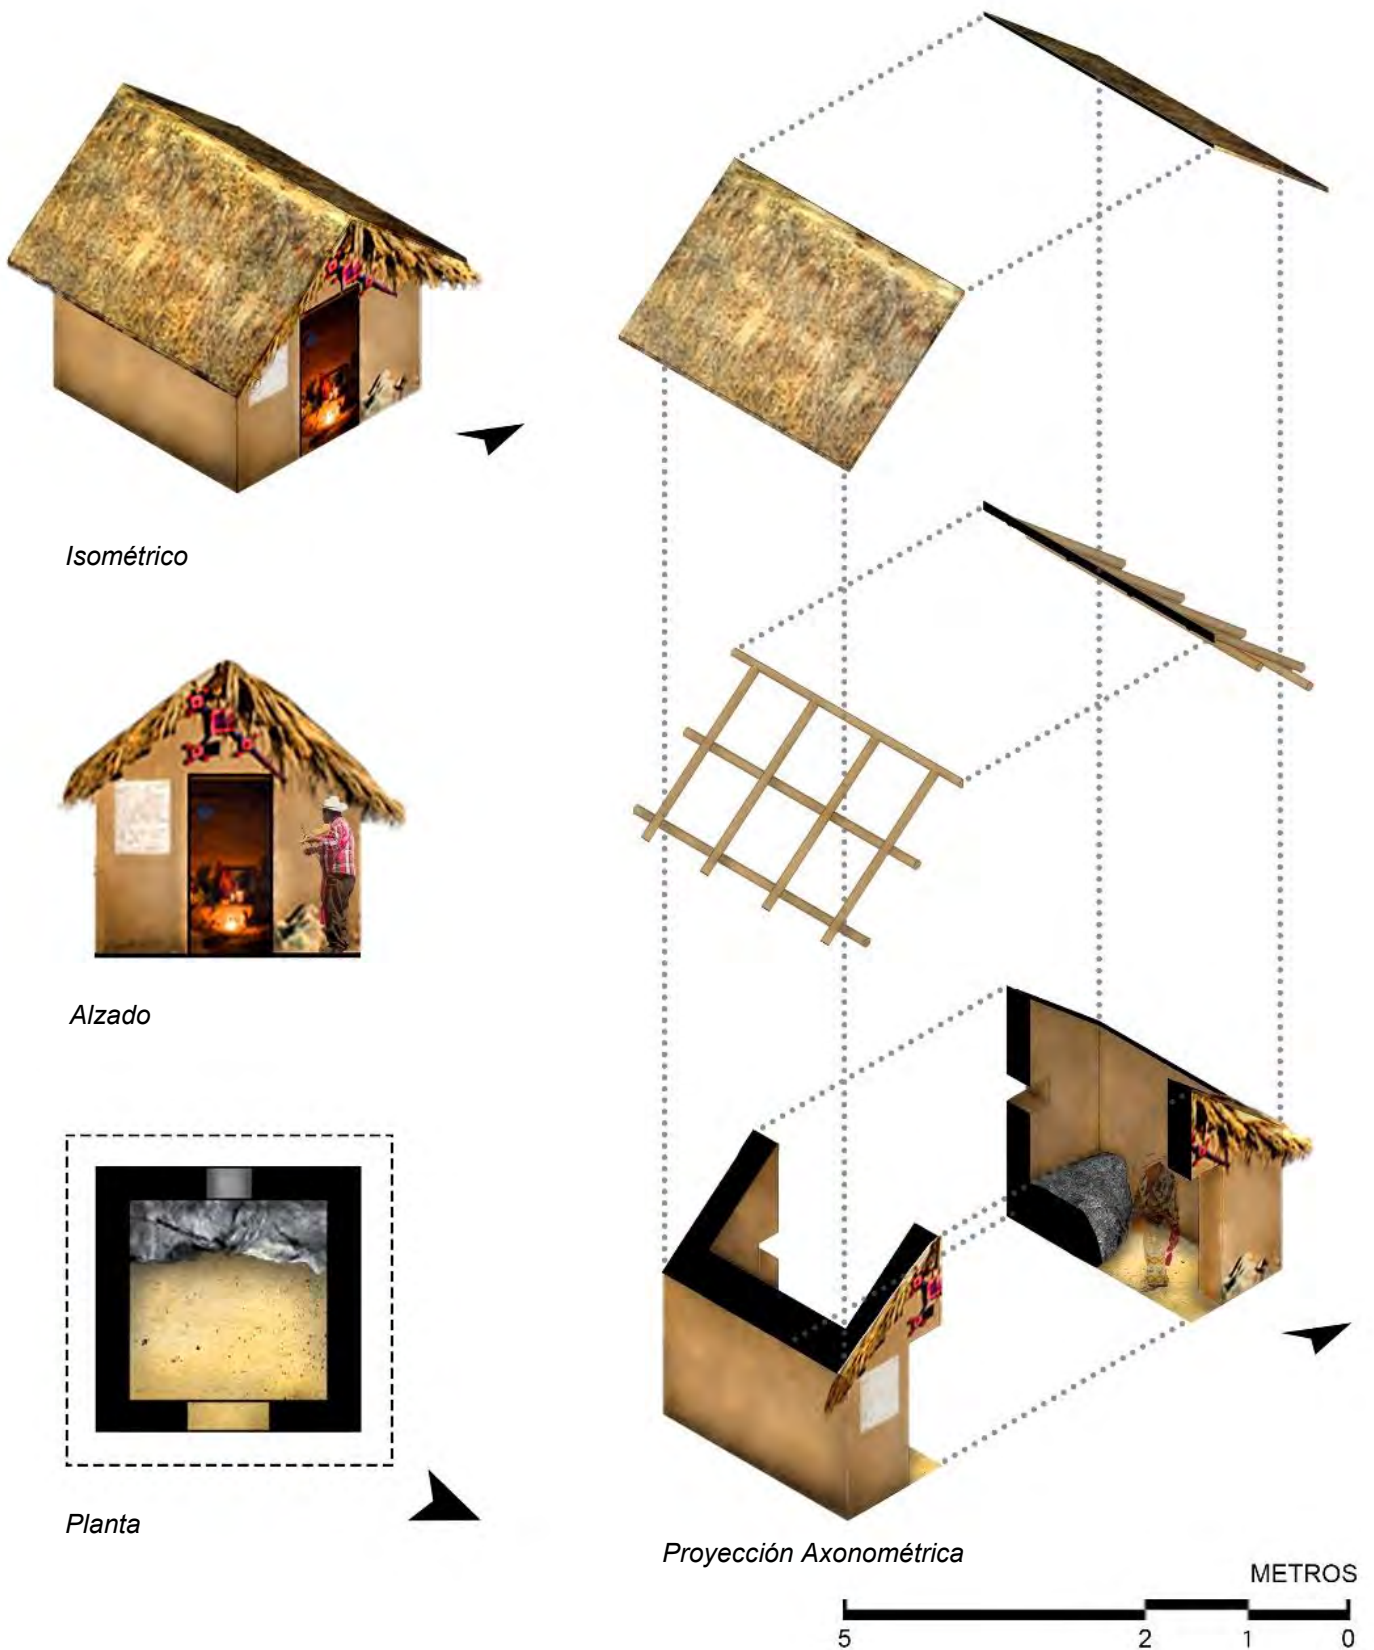 Isométrico
Alzado
Planta
Proyección Axonométrica
METROS
5 2 1 0